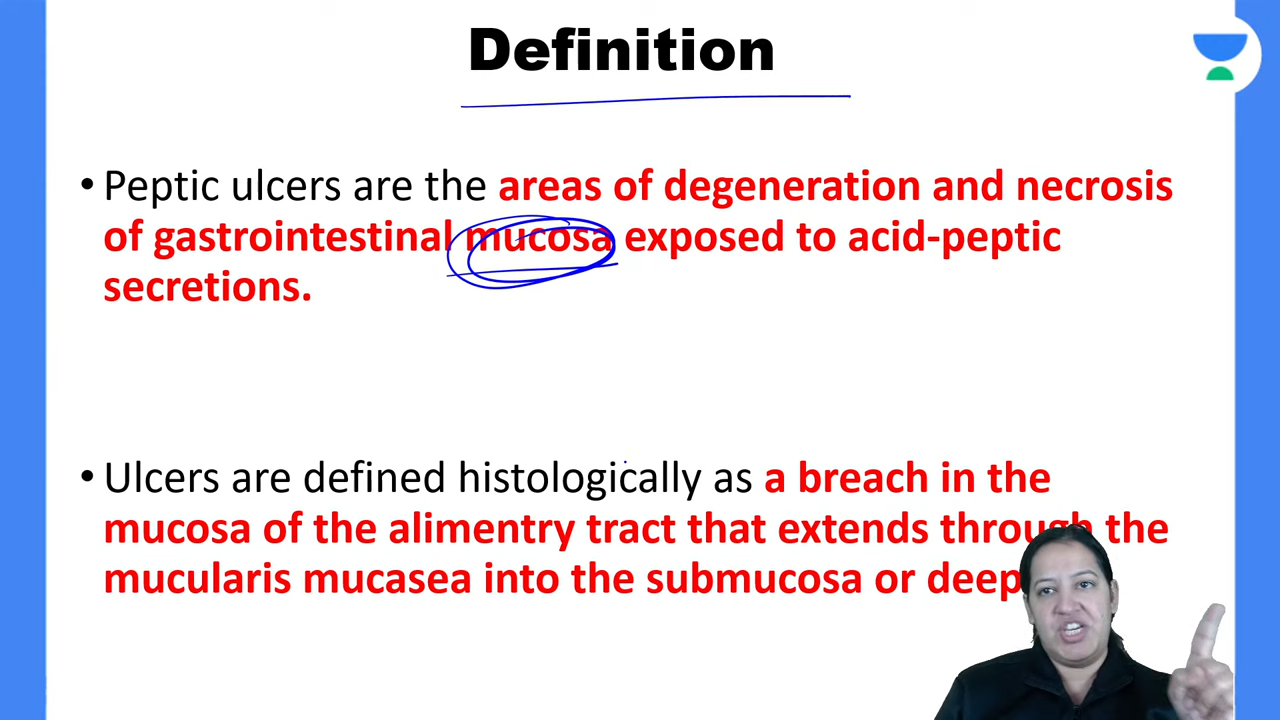 Definition
• Peptic ulcers are the areas of degeneration and necrosis
of gastrointestinal mucosa exposed to acid-peptic
secretions.
• Ulcers are defined histologically as a breach in the
mucosa of the alimentry tract that extends through the
mucularis mucasea into the submucosa or deep